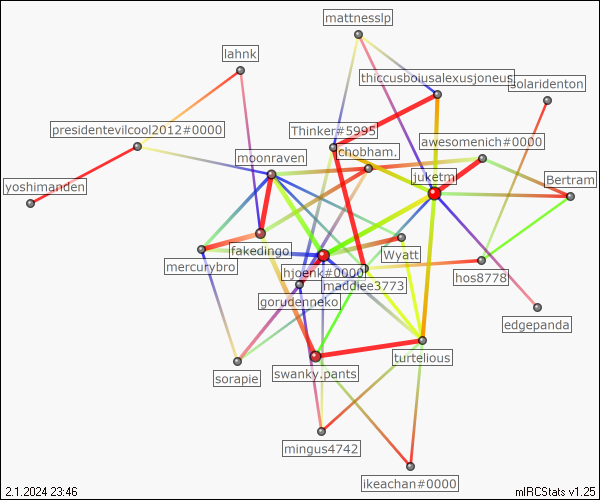 mattnesslp
lahnk
thiccusboiusalexusjoneus
solaridenton
presidentevilcool2012#0000
Thinker#5995
awesomenich#0000
chobham.
moonraven
juketm
Bertram
yoshimanden
fakedingo
Wyatt
mercurybro
hjoenk#0000
hos8778
maddiee3773
gorudenneko
edgepanda
turtelious
swanky.pants
sorapie
mingus4742
ikeachan#0000
2.1.2024 23:46
mIRCStats v1.25